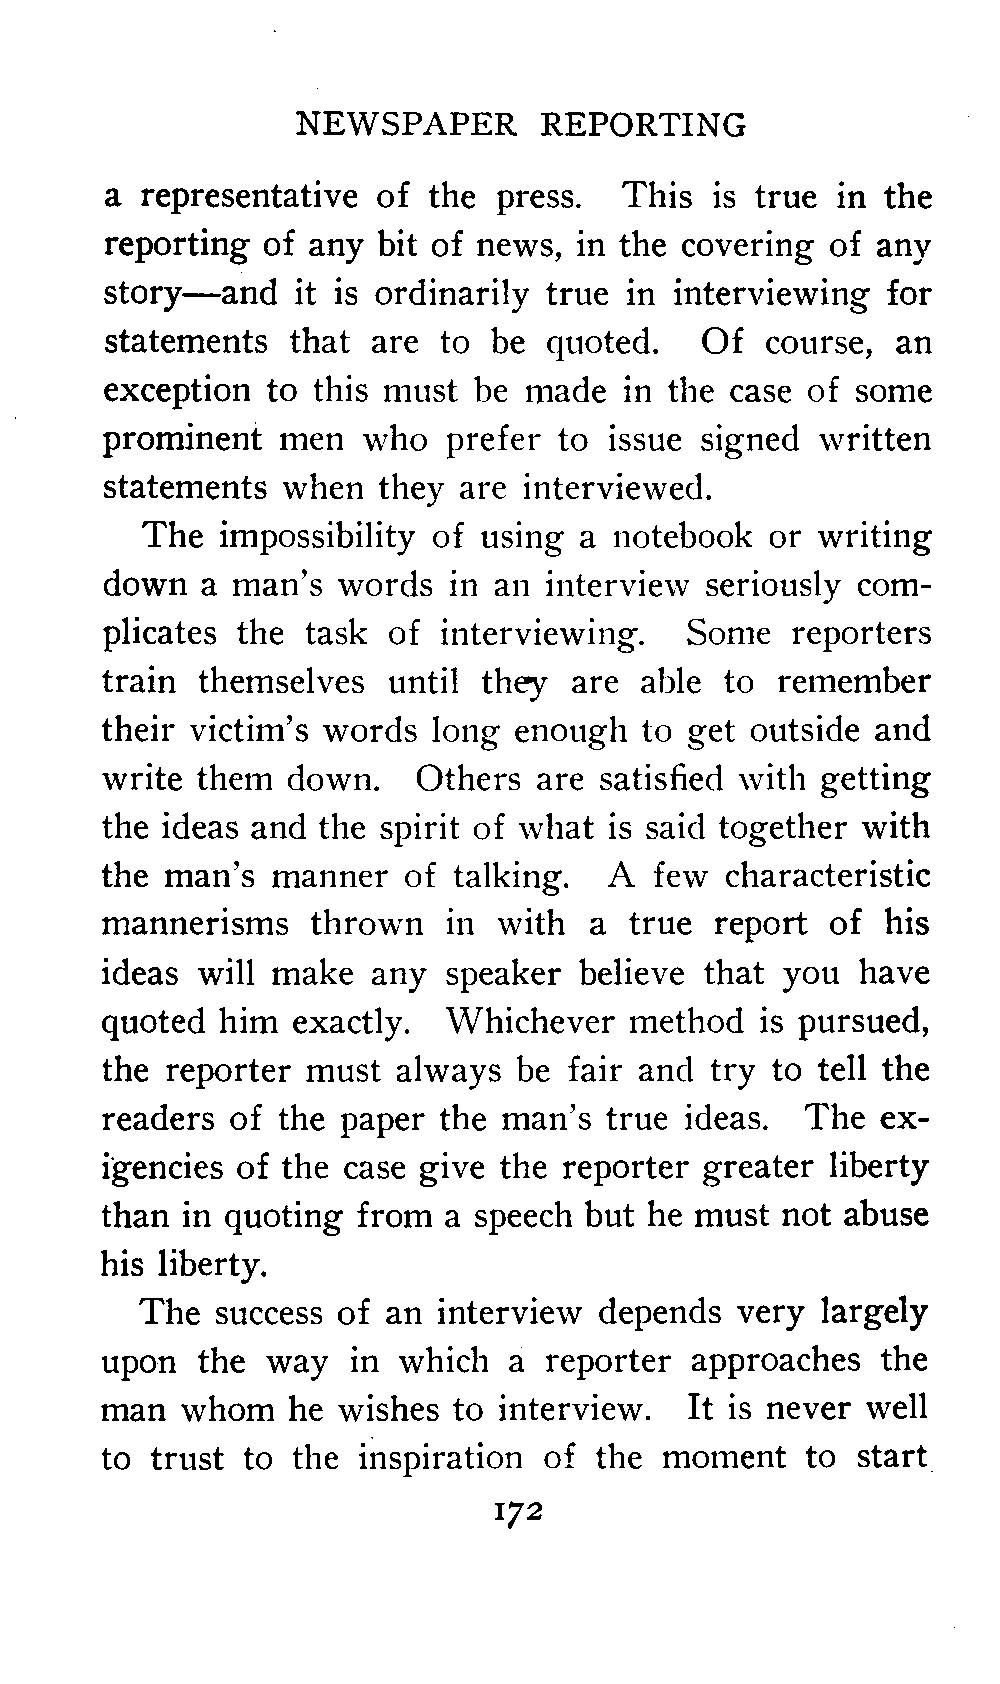 NEWSPAPER REPORTING
a representative of the press. This is true in the
reporting of any bit of news, in the covering of any
story—and it is ordinarily true in interviewing for
statements that are to be quoted. Of course, an
exception to this must be made in the case of some
prominent men who prefer to issue signed written
statements when they are interviewed.
The impossibility of using a notebook or writing
down a man's words in an interview seriously com-
plicates the task of interviewing. Some reporters
train themselves until they are able to remember
their victim's words long enough to get outside and
write them down. Others are satisfied with getting
the ideas and the spirit of what is said together with
the man's manner of talking. A few characteristic
mannerisms thrown in with a true report of his
ideas will make any speaker believe that you have
quoted him exactly. Whichever method is pursued,
the reporter must always be fair and try to tell the
readers of the paper the man's true ideas. The ex-
igencies of the case give the reporter greater liberty
than in quoting from a speech but he must not abuse
his liberty.
The success of an interview depends very largely
upon the way in which a reporter approaches the
man whom he wishes to interview. It is never well
to trust to the inspiration of the moment to start
172